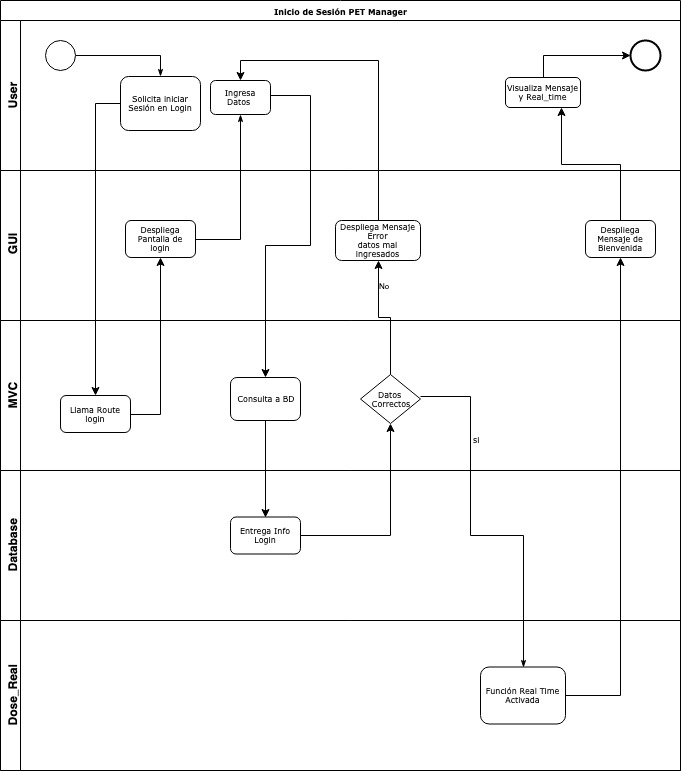 Inicio de Sesión PET Manager
User
Solicita iniciar
Sesión en Login
Ingresa
Datos
Visualiza Mensaje
y Real_time
GUI
Despliega
Pantalla de
login
Despliega Mensaje
Error
datos mal
ingresados
Despliega
Mensaje de
Bienvenida
No
MVC
Llama Route
login
Consulta a BD
Datos
Correctos
si
Database
Entrega Info
Login
Dose_Real
Función Real Time
Activada